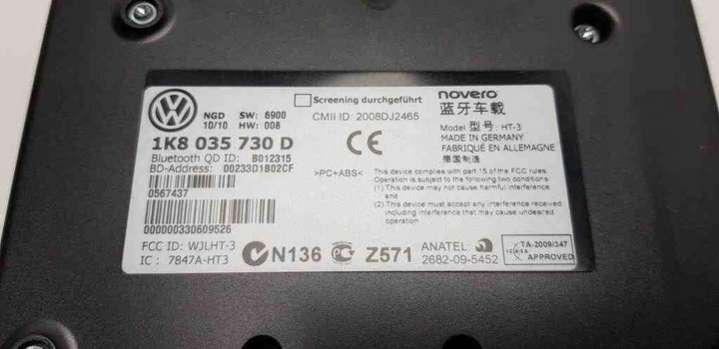 NGD SW: 6900
10/10 HW: 008
1K8 035 730 D
Bluetooth QD ID: B012315
BD-Address: 00233D1B02CF
0567437
000000330609526
FCC ID: WJLHT-3
IC: 7847A-HT3
Screening durchgeführt
CMII ID: 2008DJ2465
CE
>PC+ABS<
novero
蓝牙车载
Model 型号: HT-3
MADE IN GERMANY
FABRIQUÉ EN ALLEMAGNE
德国制造
This device complies with part 15 of the FCC rules.
Operation is subject to the following two conditions:
(1) This device may not cause harmful interference
and
(2) This device must accept any interference received
including interference that may cause undesired
operation
N136
Z571
ANATEL
2682-09-5452
TA-2009/347
APPROVED